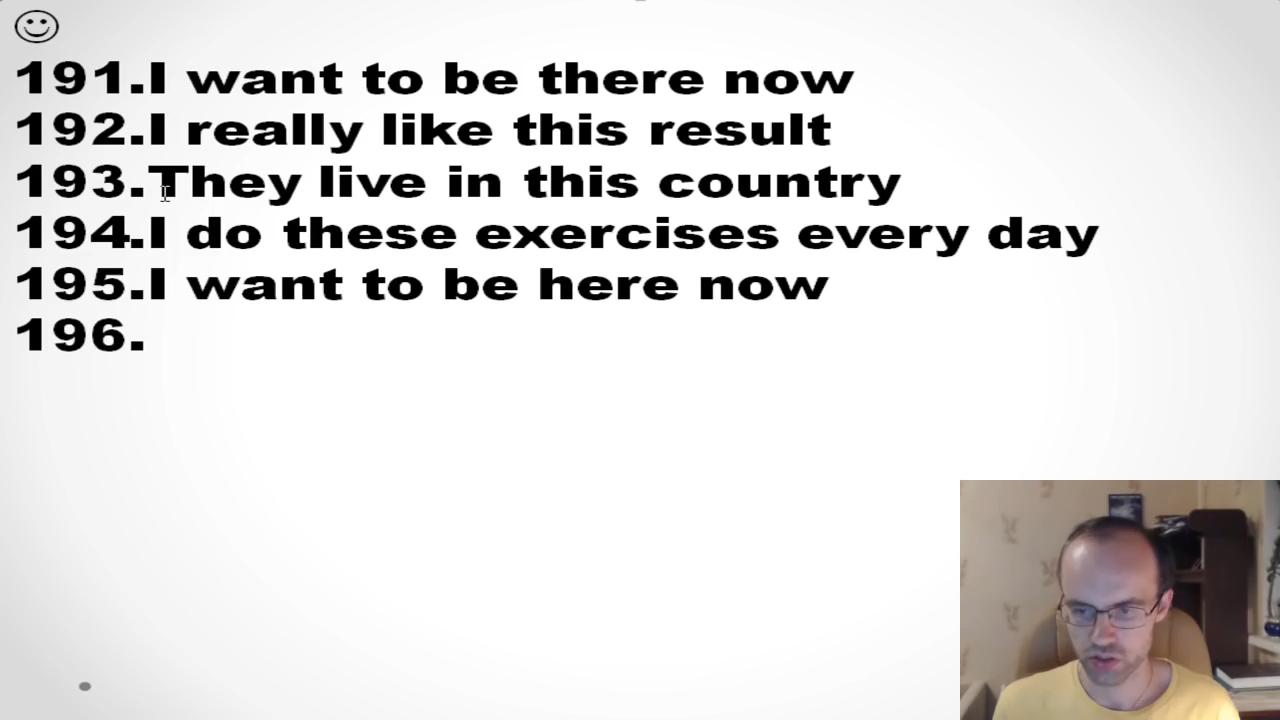 191.I want to be there now
192.I really like this result
193.They live in this country
194.I do these exercises every day
195.I want to be here now
196.